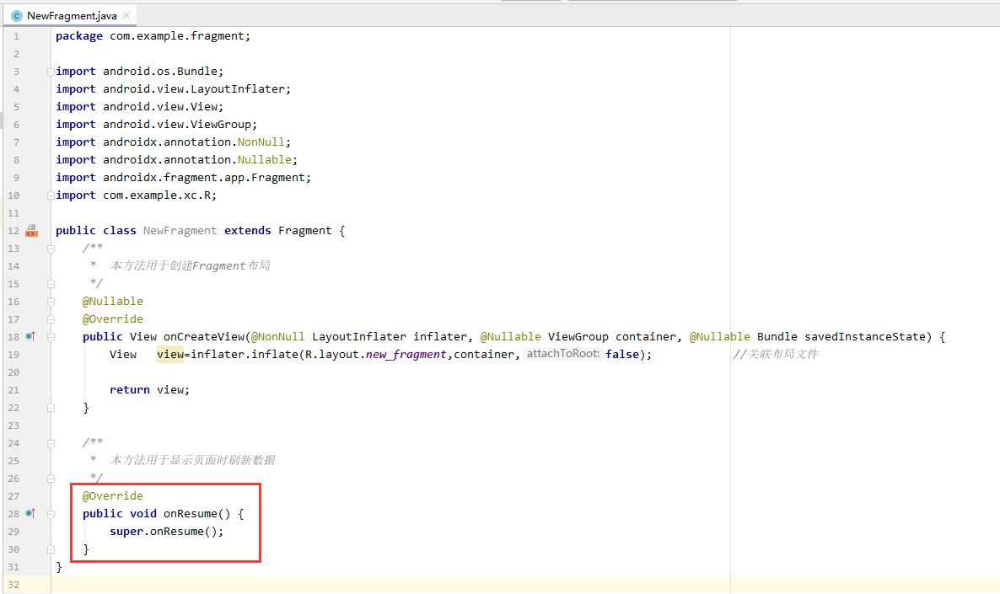 NewFragment.java
1 package com.example.fragment;
2
3 import android.os.Bundle;
4 import android.view.LayoutInflater;
5 import android.view.View;
6 import android.view.ViewGroup;
7 import androidx.annotation.NonNull;
8 import androidx.annotation.Nullable;
9 import androidx.fragment.app.Fragment;
10 import com.example.xc.R;
11
12 public class NewFragment extends Fragment {
13     /**
14      *  本方法用于创建Fragment布局
15      */
16     @Nullable
17     @Override
18     public View onCreateView(@NonNull LayoutInflater inflater, @Nullable ViewGroup container, @Nullable Bundle savedInstanceState) {
19         View   view=inflater.inflate(R.layout.new_fragment,container, attachToRoot: false);            //关联布局文件
20
21         return view;
22     }
23
24     /**
25      *  本方法用于显示页面时刷新数据
26      */
27     @Override
28     public void onResume() {
29         super.onResume();
30     }
31 }
32